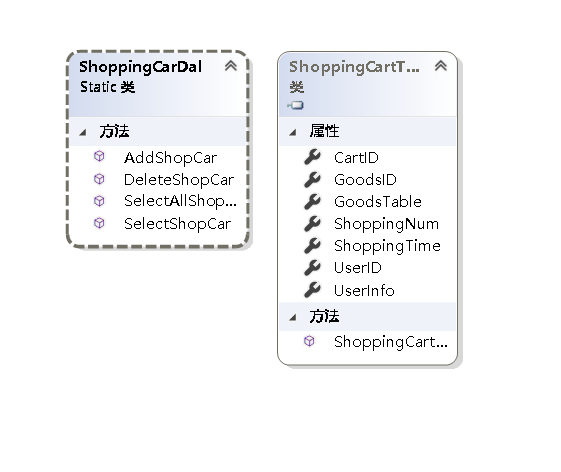 ShoppingCarDal
Static 类
方法
AddShopCar
DeleteShopCar
SelectAllShop...
SelectShopCar
ShoppingCartT...
类
属性
CartID
GoodsID
GoodsTable
ShoppingNum
ShoppingTime
UserID
UserInfo
方法
ShoppingCart...